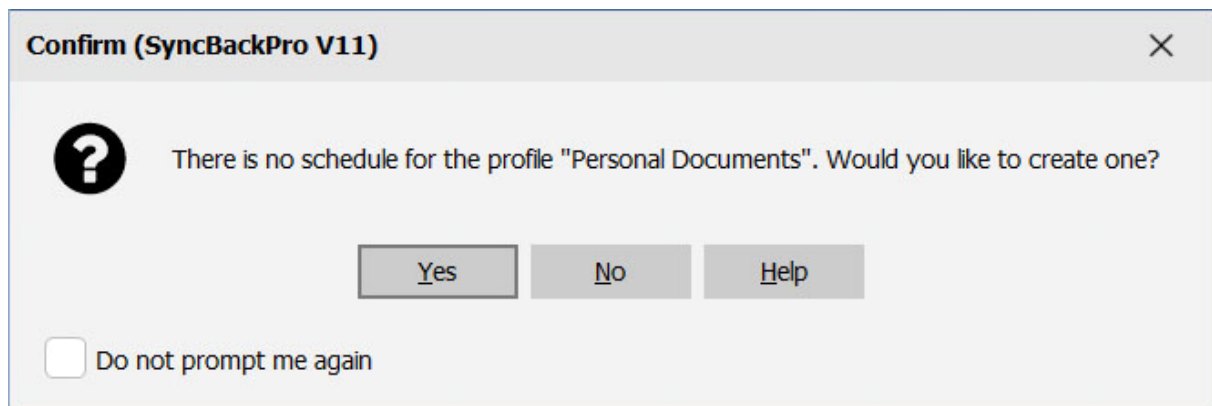 Confirm (SyncBackPro V11)
There is no schedule for the profile "Personal Documents". Would you like to create one?
Yes No Help
Do not prompt me again